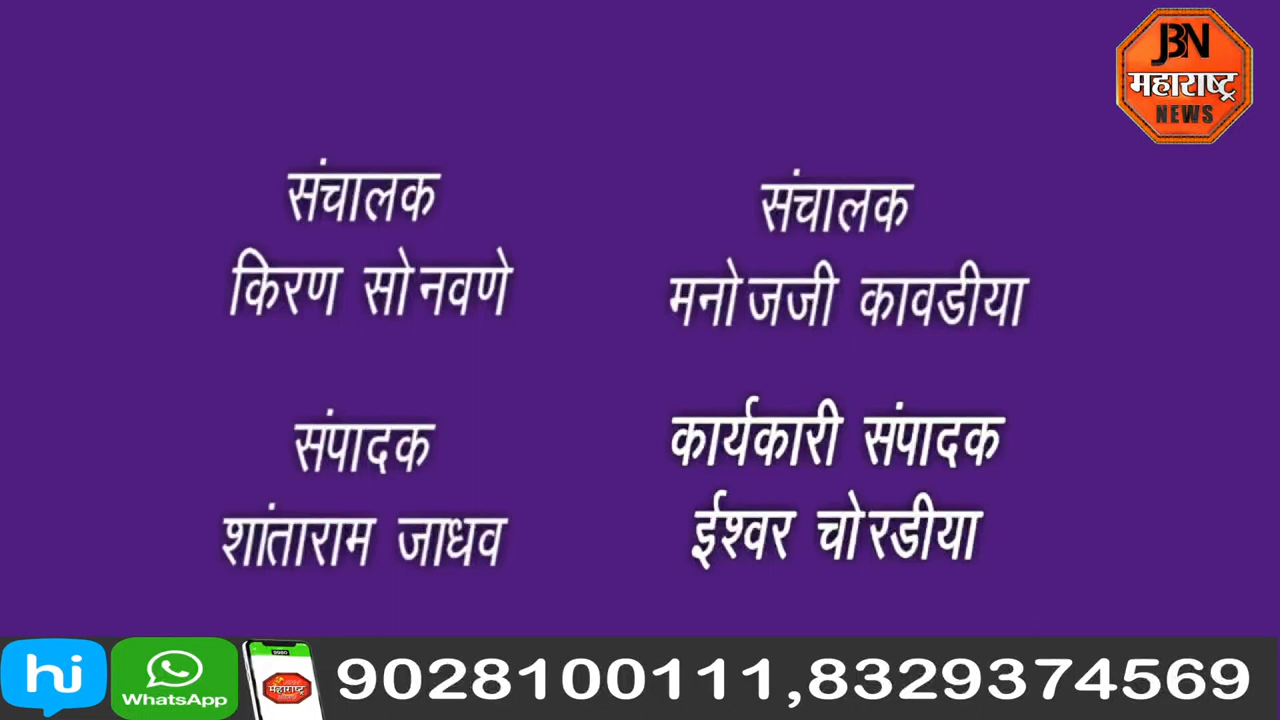 JBN
महाराष्ट्र
NEWS
संचालक
किरण सोनवणे
संचालक
मनोजजी कावडीया
संपादक
शांताराम जाधव
कार्यकारी संपादक
ईश्वर चोरडीया
hi
WhatsApp
महाराष्ट्र
9028100111,8329374569